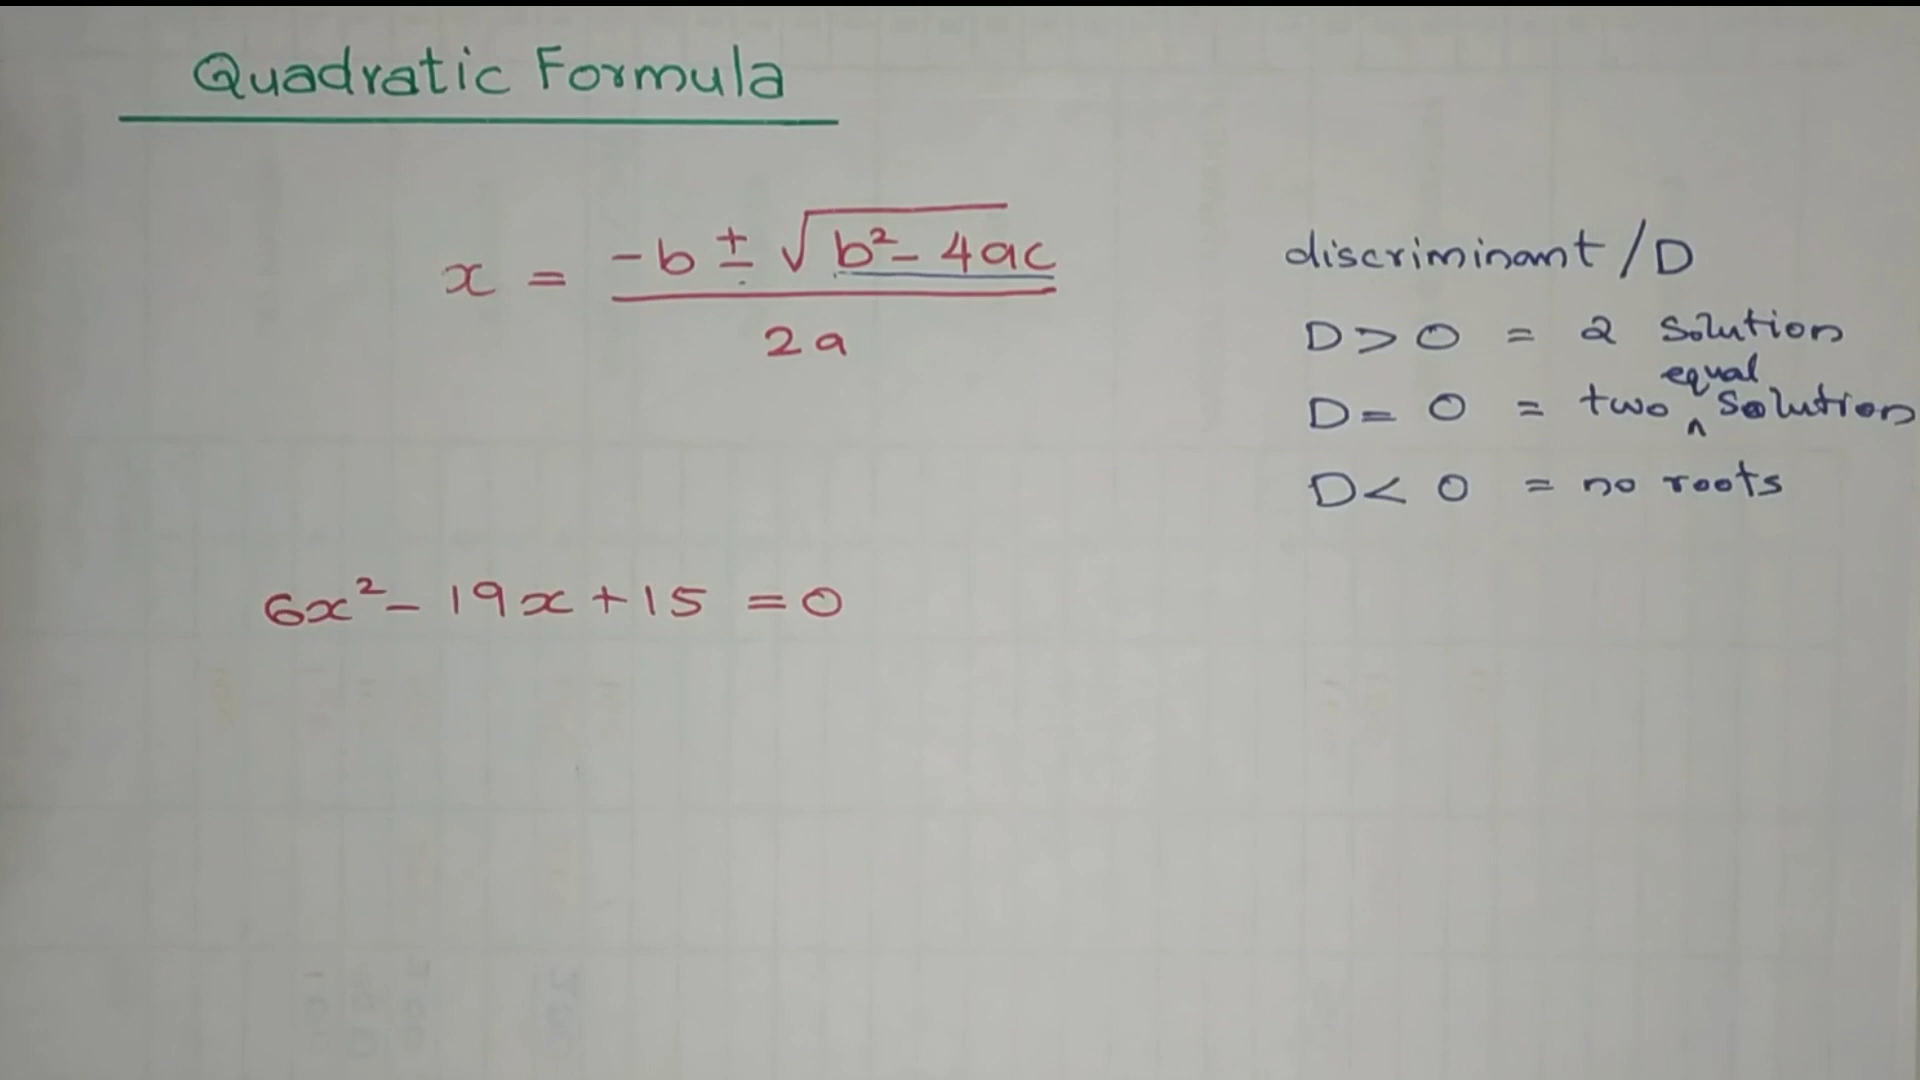 Quadratic Formula
x = -b ± √b² - 4ac
2a
discriminant / D
D > 0 = 2 solution
D = 0 = two equal solution
D < 0 = no roots
6x² - 19x + 15 = 0